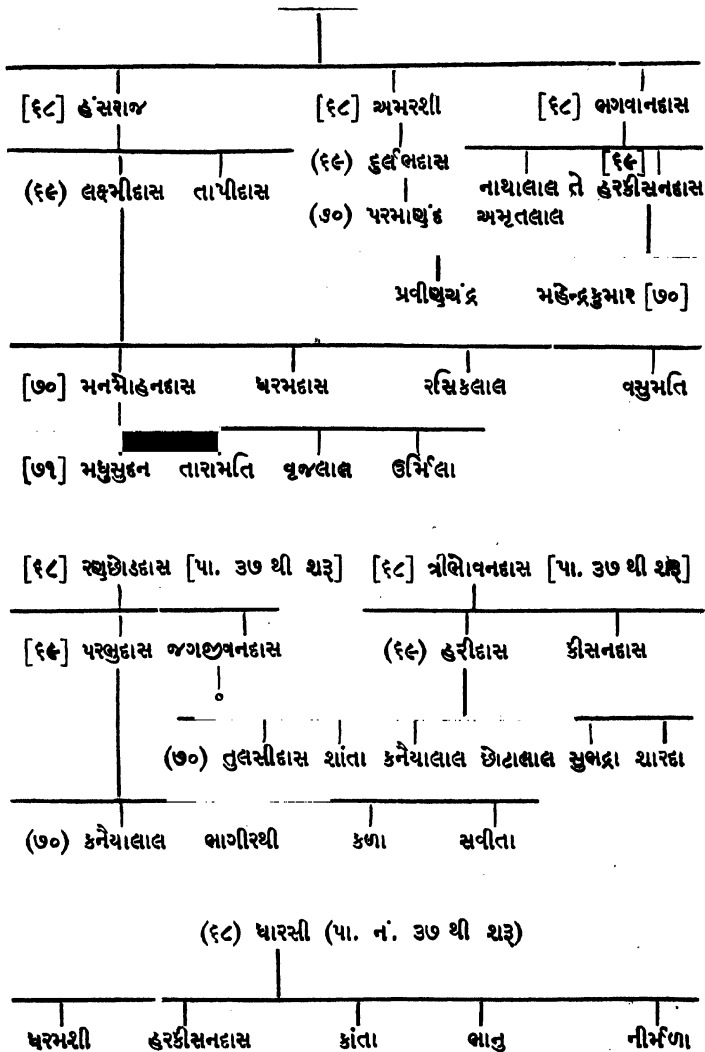 [૬૮] હંસરાજ [૬૮] અમરશી [૬૮] ભગવાનદાસ
(૬૯) દુર્લભદાસ [૬૯]
(૬૯) લક્ષ્મીદાસ તાપીદાસ નાથાલાલ તે હરકીસનદાસ
(૭૦) પરમાણંદ અમૃતલાલ
પ્રવીણચંદ્ર મહેન્દ્રકુમાર [૭૦]
[૭૦] મનમોહનદાસ ધરમદાસ રસિકલાલ વસુમતિ
[૭૧] મધુસુદન તારામતિ વૃજલાલ ઉર્મિલા
[૬૮] રણછોડદાસ [પા. ૩૭ થી શરૂ] [૬૮] ત્રીભોવનદાસ [પા. ૩૭ થી શરૂ]
[૬૯] પરભુદાસ જગજીવનદાસ (૬૯) હરીદાસ કીસનદાસ
(૭૦) તુલસીદાસ શાંતા કનૈયાલાલ છોટાલાલ સુભદ્રા શારદા
(૭૦) કનૈયાલાલ ભાગીરથી કળા સવીતા
(૬૮) ધારસી (પા. નં. ૩૭ થી શરૂ)
ધરમશી હરકીસનદાસ કાંતા ભાનુ નીર્મળા